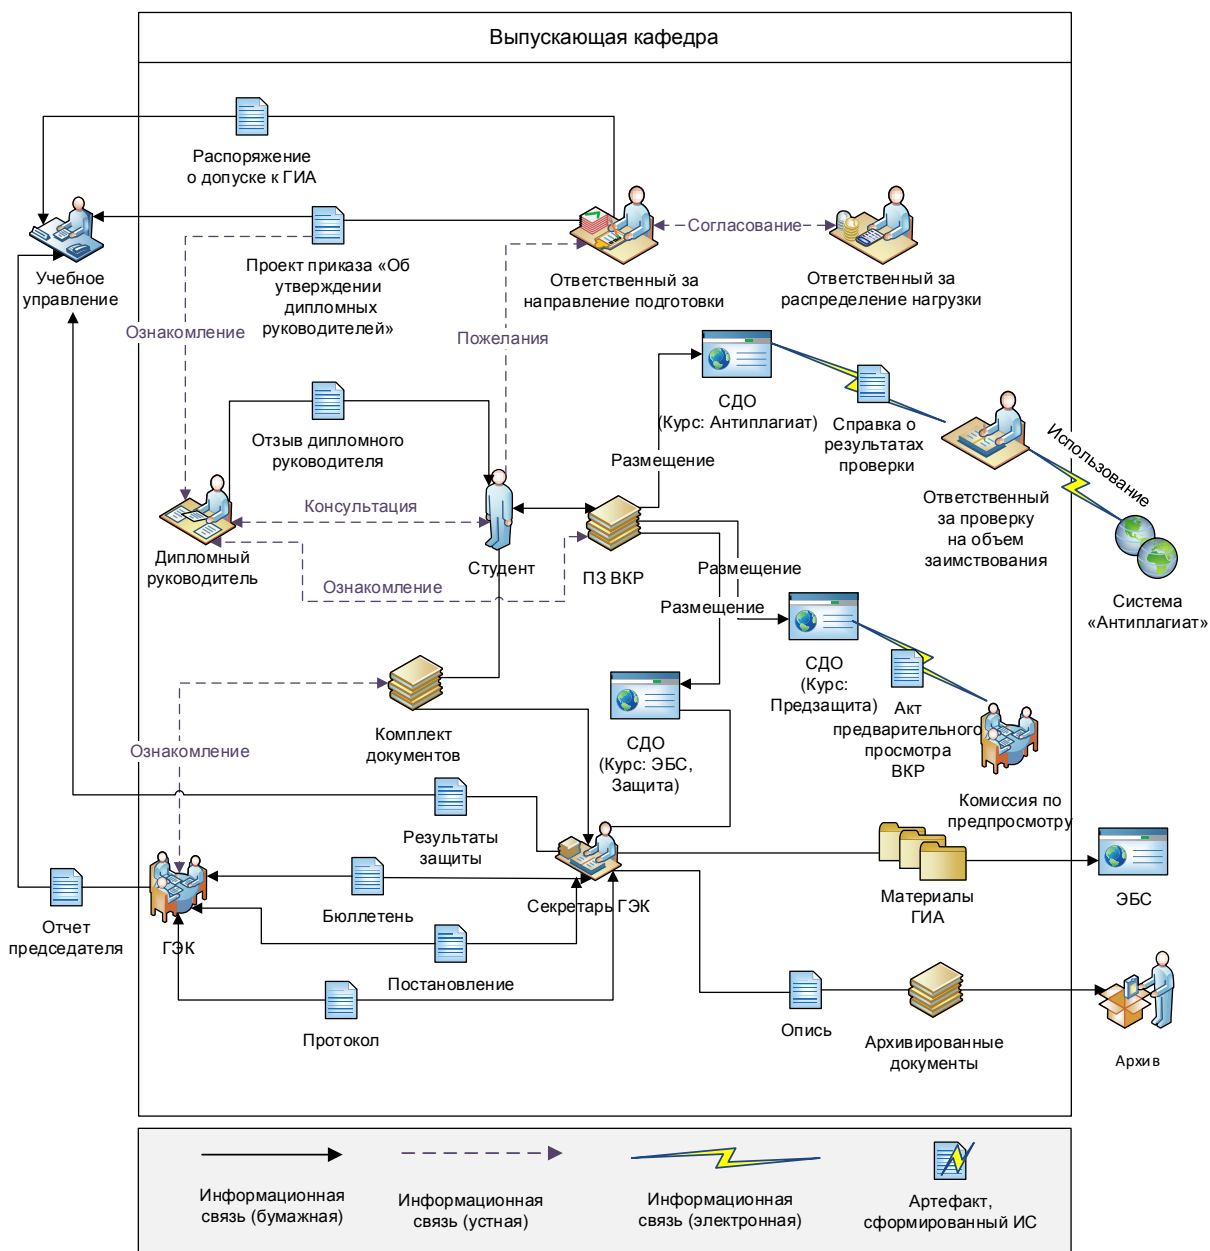 Выпускающая кафедра
Распоряжение
о допуске к ГИА
Учебное
управление
Проект приказа «Об
утверждении
дипломных
руководителей»
Ответственный за
направление подготовки
Согласование
Ответственный за
распределение нагрузки
Ознакомление
Пожелания
Отзыв дипломного
руководителя
СДО
(Курс: Антиплагиат)
Справка о
результатах
проверки
Использование
Размещение
Консультация
Ответственный
за проверку
на объем
заимствования
Дипломный
руководитель
Студент
ПЗ ВКР
Ознакомление
Размещение
Размещение
Система
«Антиплагиат»
СДО
(Курс:
Предзащита)
Акт
предварительного
просмотра
ВКР
Комплект
документов
Ознакомление
СДО
(Курс: ЭБС,
Защита)
Комиссия по
предпросмотру
Результаты
защиты
Отчет
председателя
ГЭК
Бюллетень
Секретарь ГЭК
Материалы
ГИА
ЭБС
Постановление
Протокол
Опись
Архивированные
документы
Архив
Информационная
связь (бумажная)
Информационная
связь (устная)
Информационная
связь (электронная)
Артефакт,
сформированный ИС